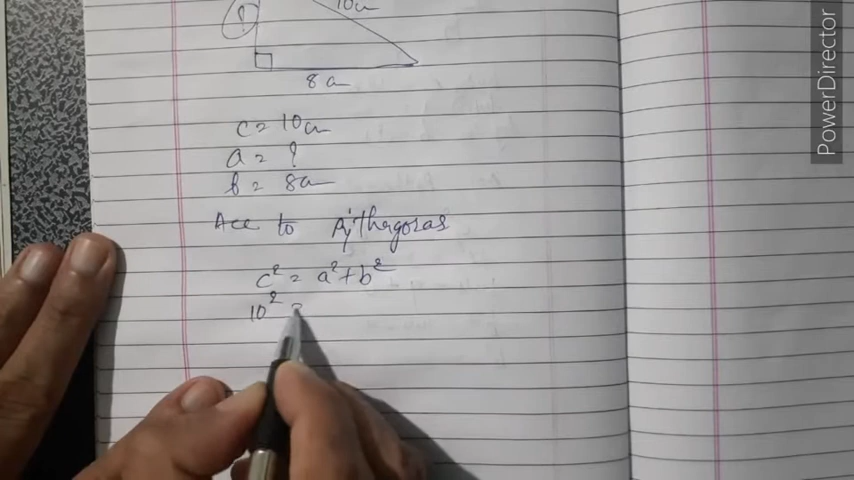 10cm
?
8cm
c = 10cm
a = ?
b = 8cm
Acc to Pythagoras
c² = a² + b²
10² =
PowerDirector